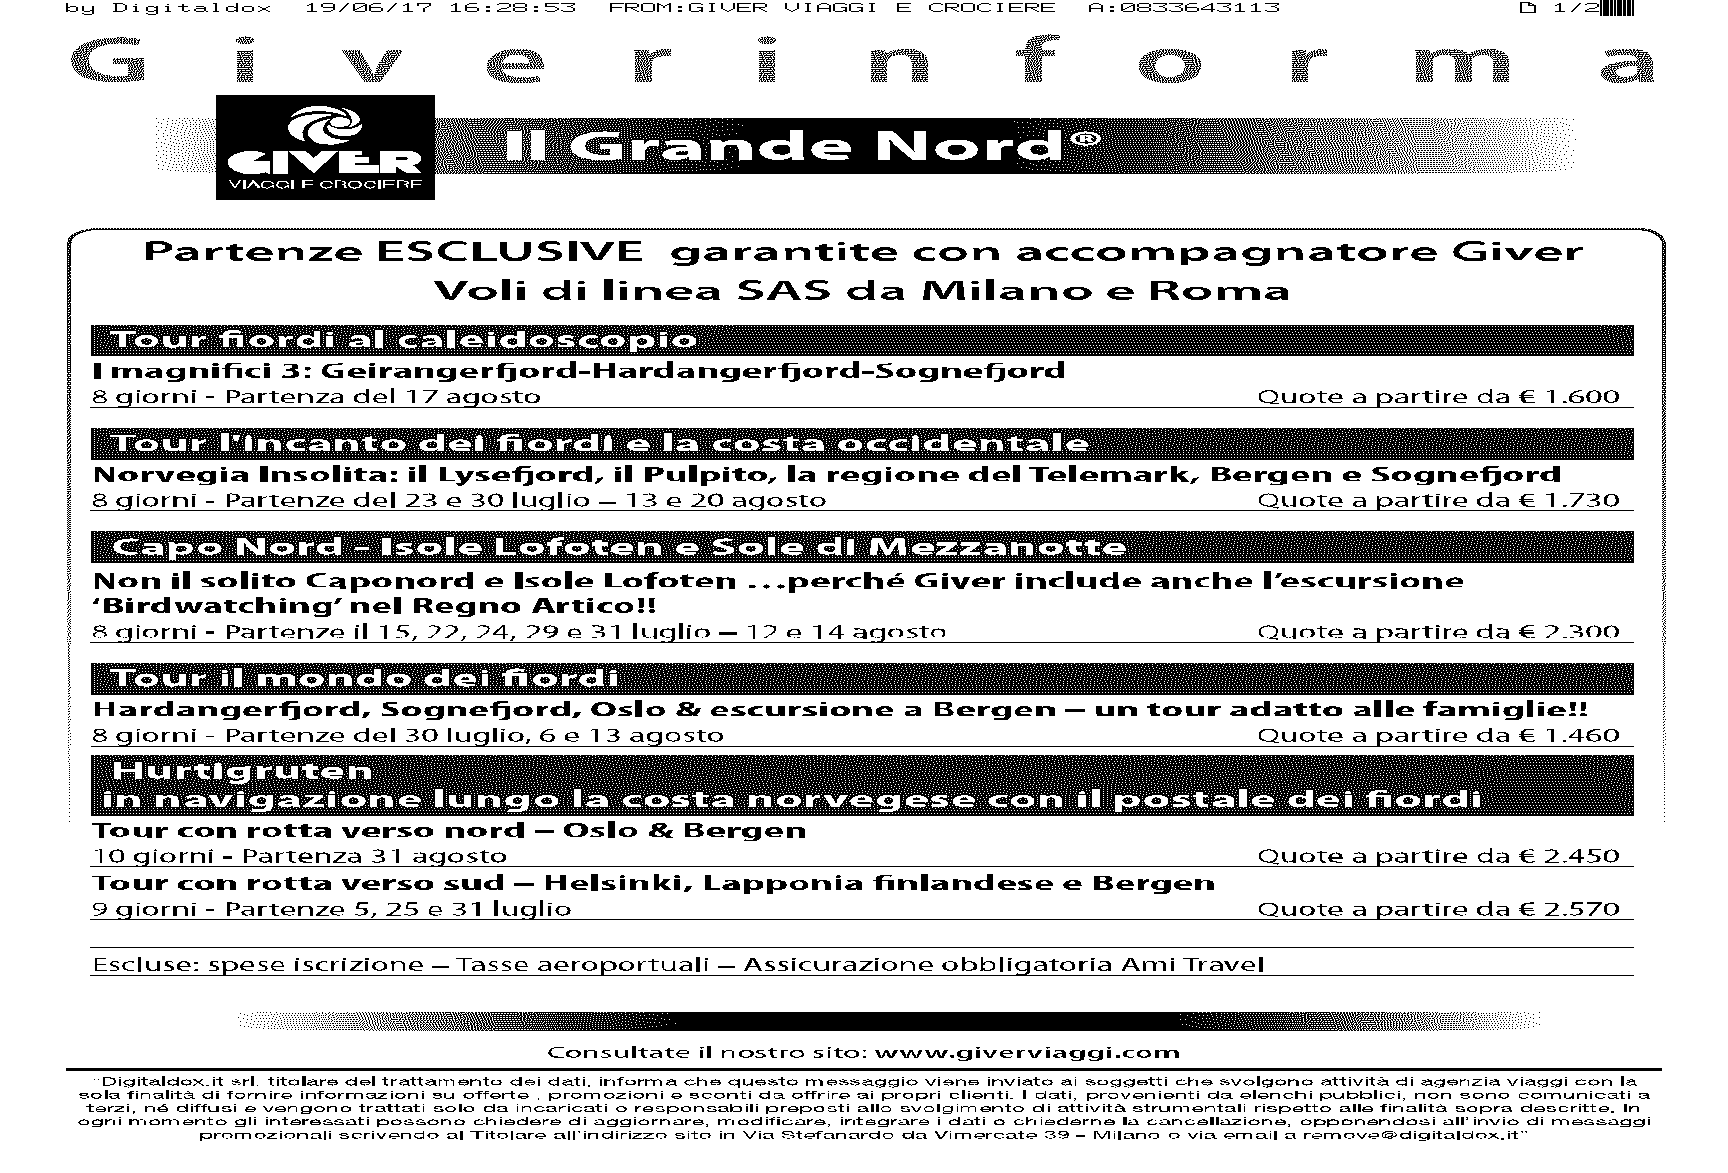 by Digitaldox 19/06/17 16:28:53 FROM:GIVER VIAGGI E CROCIERE A:0833643113 1/2
Giverinforma
GIVER
VIAGGI E CROCIERE
Il Grande Nord®
Partenze ESCLUSIVE garantite con accompagnatore Giver
Voli di linea SAS da Milano e Roma
Tour fiordi al caleidoscopio
I magnifici 3: Geirangerfjord-Hardangerfjord-Sognefjord
8 giorni - Partenza del 17 agosto Quote a partire da € 1.600
Tour l'incanto dei fiordi e la costa occidentale
Norvegia Insolita: il Lysefjord, il Pulpito, la regione del Telemark, Bergen e Sognefjord
8 giorni - Partenze del 23 e 30 luglio – 13 e 20 agosto Quote a partire da € 1.730
Capo Nord - Isole Lofoten e Sole di Mezzanotte
Non il solito Caponord e Isole Lofoten …perché Giver include anche l’escursione
‘Birdwatching’ nel Regno Artico!!
8 giorni - Partenze il 15, 22, 24, 29 e 31 luglio – 12 e 14 agosto Quote a partire da € 2.300
Tour il mondo dei fiordi
Hardangerfjord, Sognefjord, Oslo & escursione a Bergen – un tour adatto alle famiglie!!
8 giorni - Partenze del 30 luglio, 6 e 13 agosto Quote a partire da € 1.460
Hurtigruten
in navigazione lungo la costa norvegese con il postale dei fiordi
Tour con rotta verso nord – Oslo & Bergen
10 giorni - Partenza 31 agosto Quote a partire da € 2.450
Tour con rotta verso sud – Helsinki, Lapponia finlandese e Bergen
9 giorni - Partenze 5, 25 e 31 luglio Quote a partire da € 2.570
Escluse: spese iscrizione – Tasse aeroportuali – Assicurazione obbligatoria Ami Travel
Consultate il nostro sito: www.giverviaggi.com
"Digitaldox.it srl. titolare del trattamento dei dati, informa che questo messaggio viene inviato ai soggetti che svolgono attività di agenzia viaggi con la
sola finalità di fornire informazioni su offerte , promozioni e sconti da offrire ai propri clienti. I dati, provenienti da elenchi pubblici, non sono comunicati a
terzi, né diffusi e vengono trattati solo da incaricati o responsabili preposti allo svolgimento di attività strumentali rispetto alle finalità sopra descritte. In
ogni momento gli interessati possono chiedere di aggiornare, modificare, integrare i dati o chiederne la cancellazione, opponendosi all'invio di messaggi
promozionali scrivendo al Titolare all'indirizzo sito in Via Stefanardo da Vimercate 39 – Milano o via email a remove@digitaldox.it"